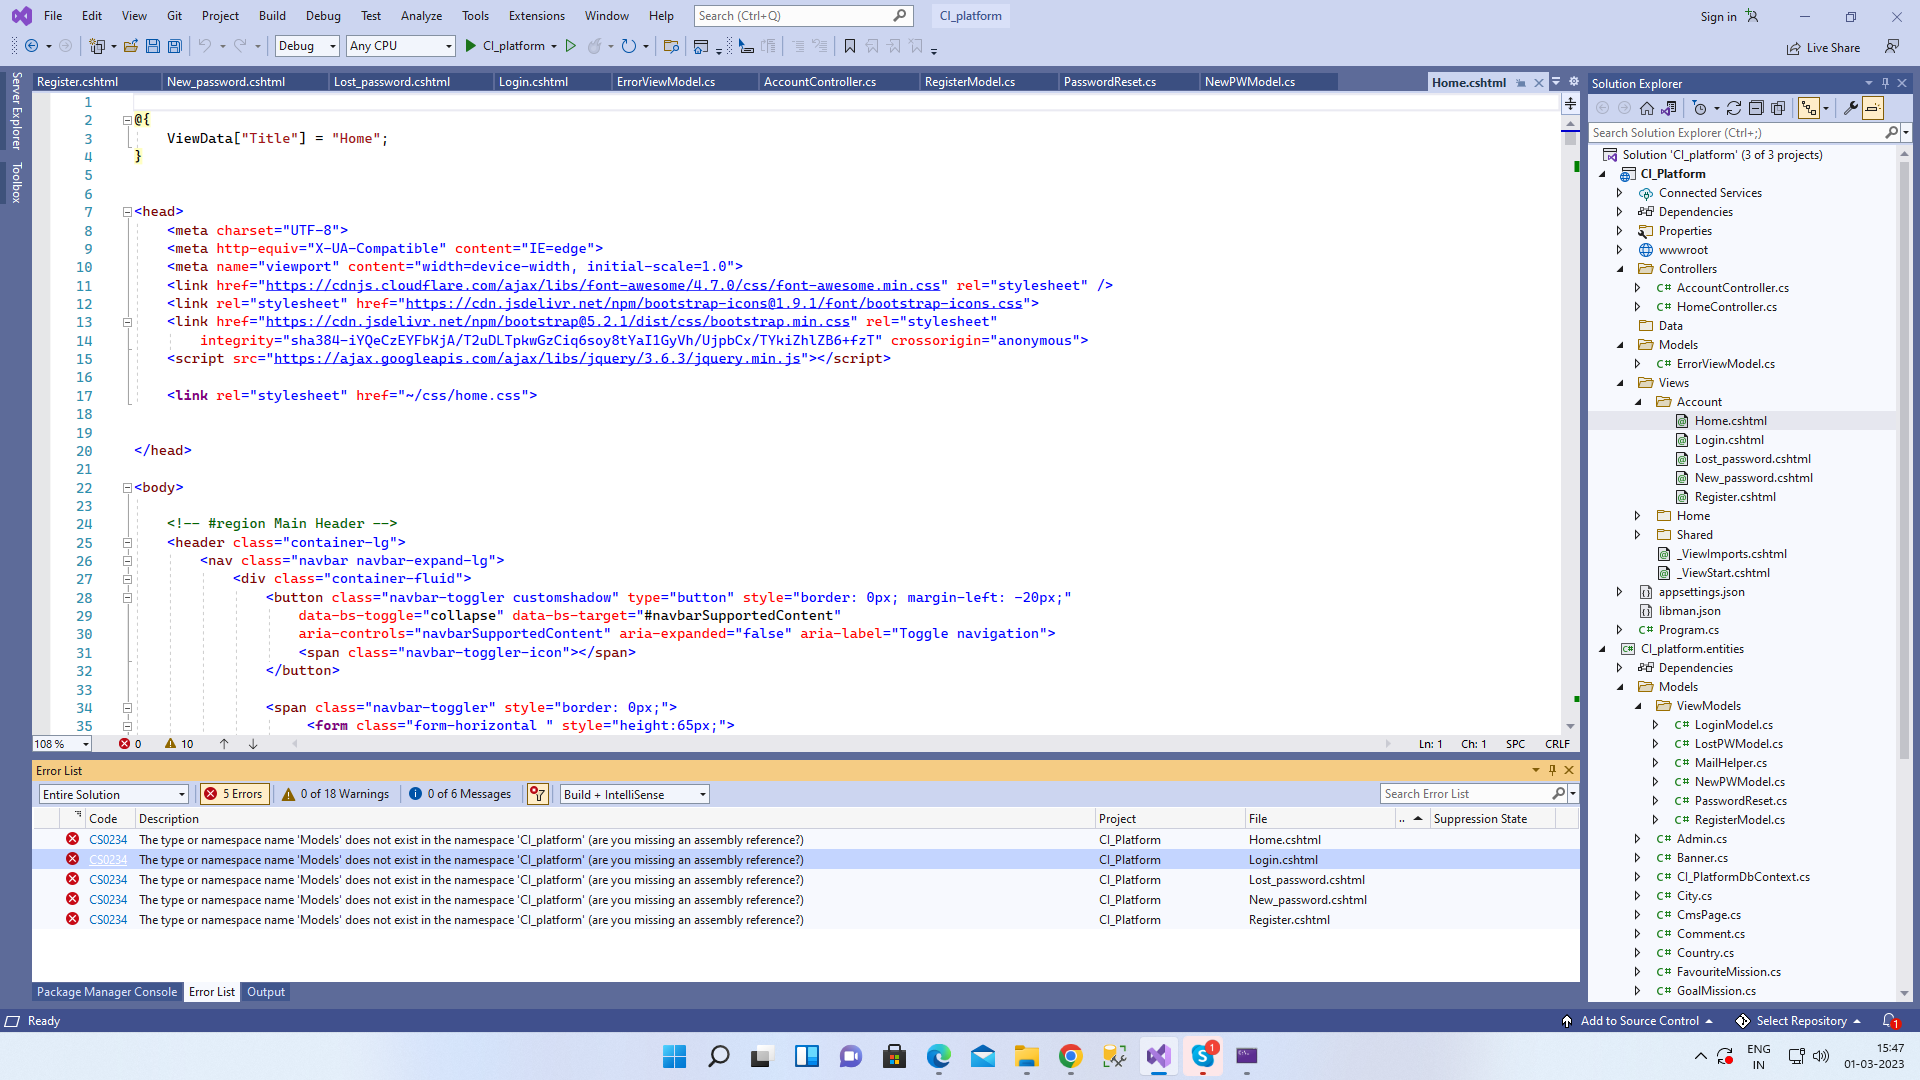 File Edit View Git Project Build Debug Test Analyze Tools Extensions Window Help Search (Ctrl+Q) CI_platform Sign in
Debug Any CPU CI_platform Live Share
Server Explorer
Toolbox
Register.cshtml New_password.cshtml Lost_password.cshtml Login.cshtml ErrorViewModel.cs AccountController.cs RegisterModel.cs PasswordReset.cs NewPWModel.cs Home.cshtml
1
2 @{
3 ViewData["Title"] = "Home";
4 }
5
6
7 <head>
8 <meta charset="UTF-8">
9 <meta http-equiv="X-UA-Compatible" content="IE=edge">
10 <meta name="viewport" content="width=device-width, initial-scale=1.0">
11 <link href="https://cdnjs.cloudflare.com/ajax/libs/font-awesome/4.7.0/css/font-awesome.min.css" rel="stylesheet" />
12 <link rel="stylesheet" href="https://cdn.jsdelivr.net/npm/bootstrap-icons@1.9.1/font/bootstrap-icons.css">
13 <link href="https://cdn.jsdelivr.net/npm/bootstrap@5.2.1/dist/css/bootstrap.min.css" rel="stylesheet"
14 integrity="sha384-iYQeCzEYFbKjA/T2uDLTpkwGzCiq6soy8tYaI1GyVh/UjpbCx/TYkiZhlZB6+fzT" crossorigin="anonymous">
15 <script src="https://ajax.googleapis.com/ajax/libs/jquery/3.6.3/jquery.min.js"></script>
16
17 <link rel="stylesheet" href="~/css/home.css">
18
19
20 </head>
21
22 <body>
23
24 <!-- #region Main Header -->
25 <header class="container-lg">
26 <nav class="navbar navbar-expand-lg">
27 <div class="container-fluid">
28 <button class="navbar-toggler customshadow" type="button" style="border: 0px; margin-left: -20px;"
29 data-bs-toggle="collapse" data-bs-target="#navbarSupportedContent"
30 aria-controls="navbarSupportedContent" aria-expanded="false" aria-label="Toggle navigation">
31 <span class="navbar-toggler-icon"></span>
32 </button>
33
34 <span class="navbar-toggler" style="border: 0px;">
35 <form class="form-horizontal " style="height:65px;">
108 % 0 10 Ln: 1 Ch: 1 SPC CRLF
Error List
Entire Solution 5 Errors 0 of 18 Warnings 0 of 6 Messages Build + IntelliSense Search Error List
Code Description Project File .. Suppression State
CS0234 The type or namespace name 'Models' does not exist in the namespace 'CI_platform' (are you missing an assembly reference?) CI_Platform Home.cshtml
CS0234 The type or namespace name 'Models' does not exist in the namespace 'CI_platform' (are you missing an assembly reference?) CI_Platform Login.cshtml
CS0234 The type or namespace name 'Models' does not exist in the namespace 'CI_platform' (are you missing an assembly reference?) CI_Platform Lost_password.cshtml
CS0234 The type or namespace name 'Models' does not exist in the namespace 'CI_platform' (are you missing an assembly reference?) CI_Platform New_password.cshtml
CS0234 The type or namespace name 'Models' does not exist in the namespace 'CI_platform' (are you missing an assembly reference?) CI_Platform Register.cshtml
Package Manager Console Error List Output
Solution Explorer
Search Solution Explorer (Ctrl+;)
Solution 'CI_platform' (3 of 3 projects)
CI_Platform
Connected Services
Dependencies
Properties
wwwroot
Controllers
C# AccountController.cs
C# HomeController.cs
Data
Models
C# ErrorViewModel.cs
Views
Account
Home.cshtml
Login.cshtml
Lost_password.cshtml
New_password.cshtml
Register.cshtml
Home
Shared
_ViewImports.cshtml
_ViewStart.cshtml
appsettings.json
libman.json
C# Program.cs
C# CI_platform.entities
Dependencies
Models
ViewModels
C# LoginModel.cs
C# LostPWModel.cs
C# MailHelper.cs
C# NewPWModel.cs
C# PasswordReset.cs
C# RegisterModel.cs
C# Admin.cs
C# Banner.cs
C# CI_PlatformDbContext.cs
C# City.cs
C# CmsPage.cs
C# Comment.cs
C# Country.cs
C# FavouriteMission.cs
C# GoalMission.cs
Ready Add to Source Control Select Repository 1
1 ENG IN 15:47 01-03-2023